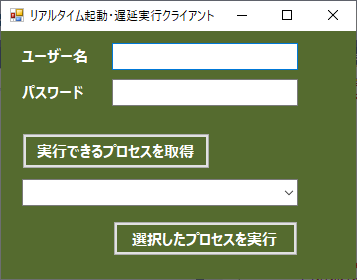 リアルタイム起動・遅延実行クライアント
ユーザー名
パスワード
実行できるプロセスを取得
選択したプロセスを実行